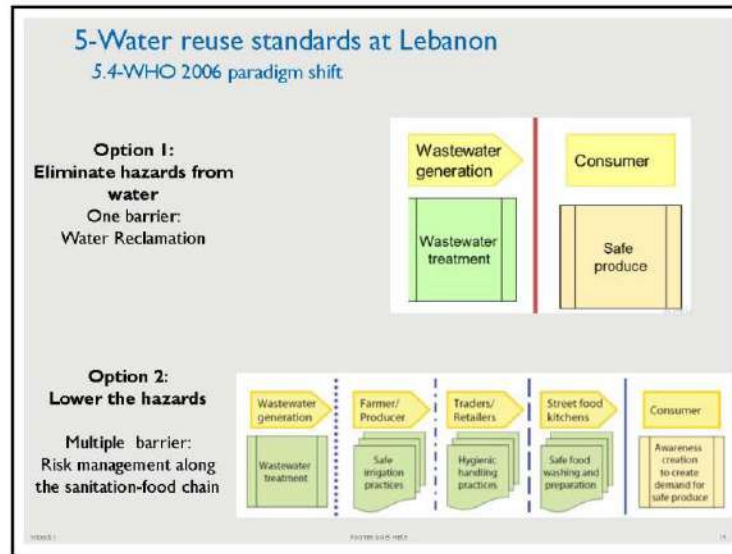 5-Water reuse standards at Lebanon
5.4-WHO 2006 paradigm shift
Option 1:
Eliminate hazards from
water
One barrier:
Water Reclamation
Wastewater
generation
Consumer
Wastewater
treatment
Safe
produce
Option 2:
Lower the hazards
Multiple barrier:
Risk management along
the sanitation-food chain
Wastewater
generation
Farmer/
Producer
Traders/
Retailers
Street food
kitchens
Consumer
Wastewater
treatment
Safe
irrigation
practices
Hygienic
handling
practices
Safe food
washing and
preparation
Awareness
creation
to create
demand for
safe produce